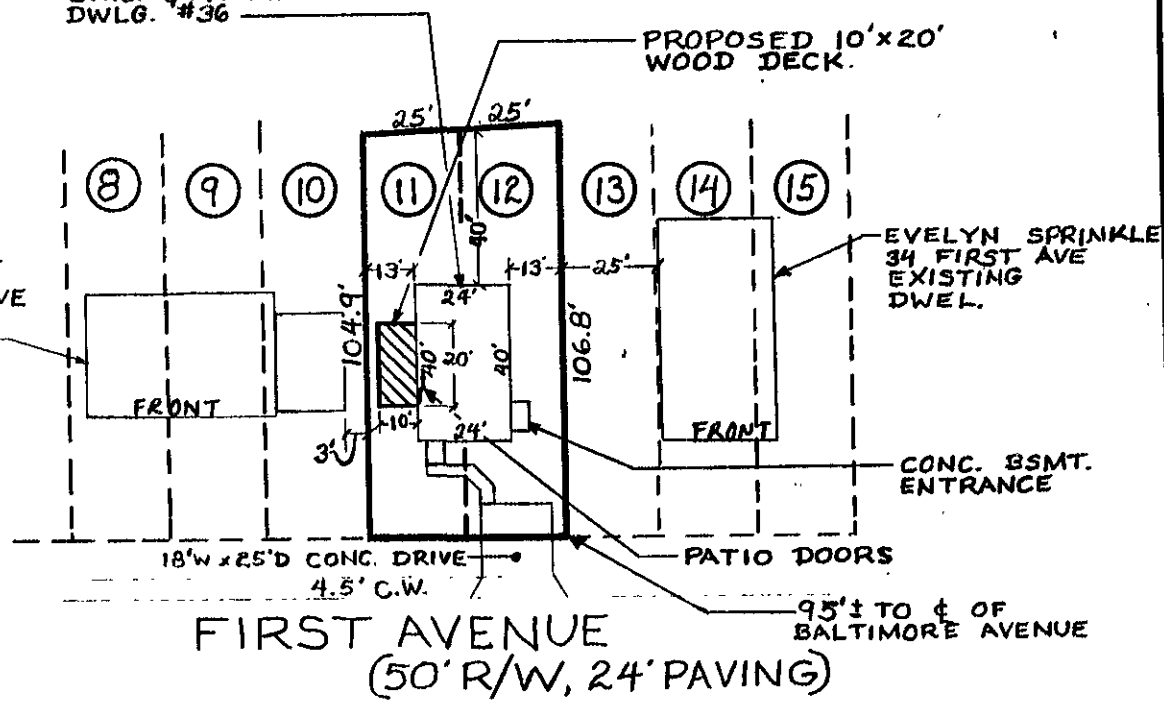 DWLG. #36
PROPOSED 10'x20'
WOOD DECK.
25' 25'
8 9 10 11 12 13 14 15
40'
EVELYN SPRINKLE
34 FIRST AVE
EXISTING
DWEL.
13' 24' 13' 25'
VE
104.9'
40' 20' 40'
106.8'
FRONT
10'
24'
FRONT
3'
CONC. BSMT.
ENTRANCE
18'W x 25'D CONC. DRIVE
PATIO DOORS
4.5' C.W.
95'± TO ℄ OF
BALTIMORE AVENUE
FIRST AVENUE
(50' R/W, 24' PAVING)